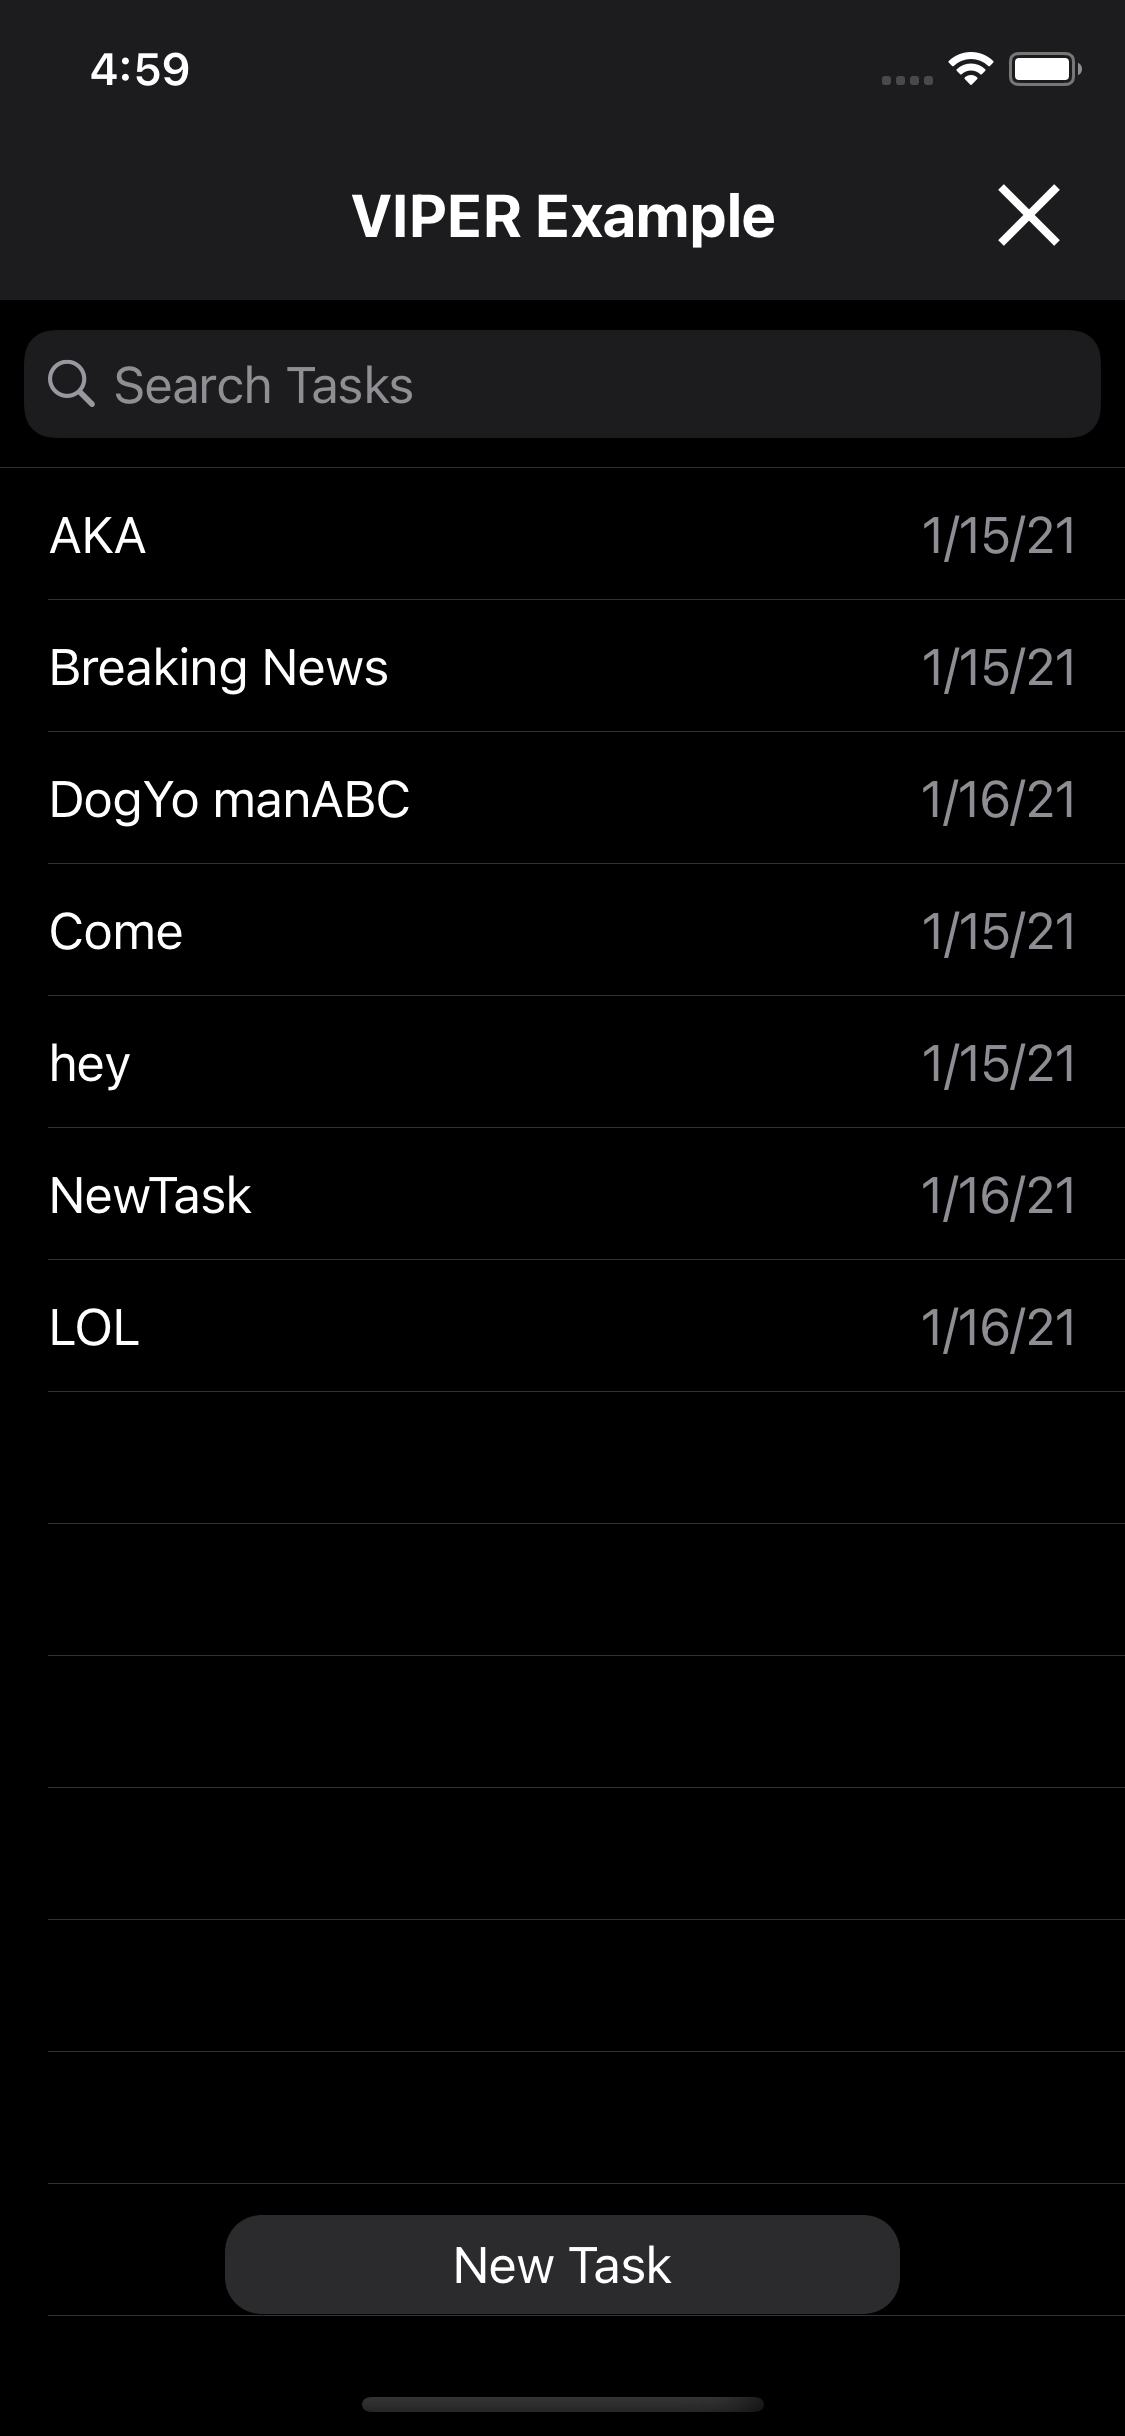 4:59
VIPER Example
Search Tasks
AKA 1/15/21
Breaking News 1/15/21
DogYo manABC 1/16/21
Come 1/15/21
hey 1/15/21
NewTask 1/16/21
LOL 1/16/21
New Task